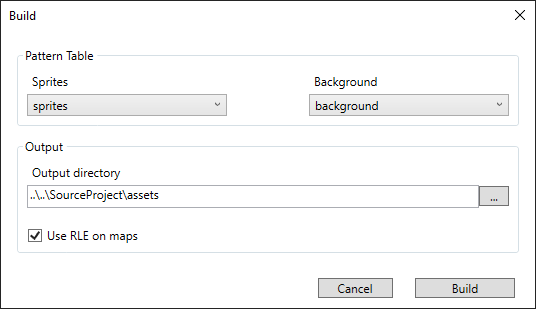 Build
Pattern Table
Sprites Background
sprites background
Output
Output directory
..\..\SourceProject\assets ...
Use RLE on maps
Cancel Build